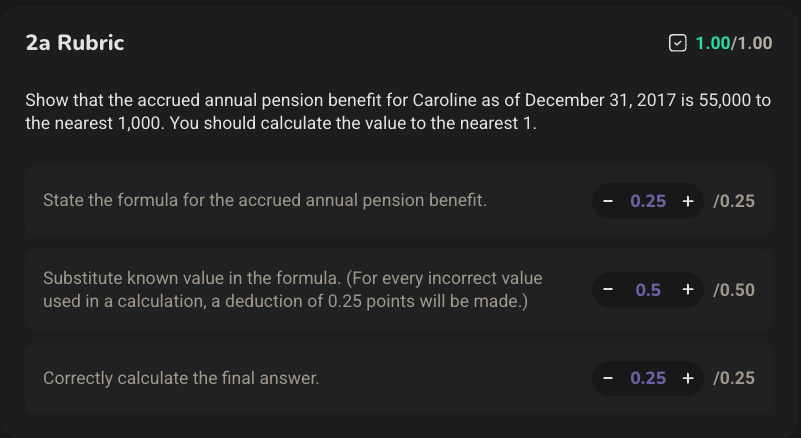 2a Rubric
1.00/1.00
Show that the accrued annual pension benefit for Caroline as of December 31, 2017 is 55,000 to
the nearest 1,000. You should calculate the value to the nearest 1.
State the formula for the accrued annual pension benefit.
− 0.25 + /0.25
Substitute known value in the formula. (For every incorrect value
used in a calculation, a deduction of 0.25 points will be made.)
− 0.5 + /0.50
Correctly calculate the final answer.
− 0.25 + /0.25